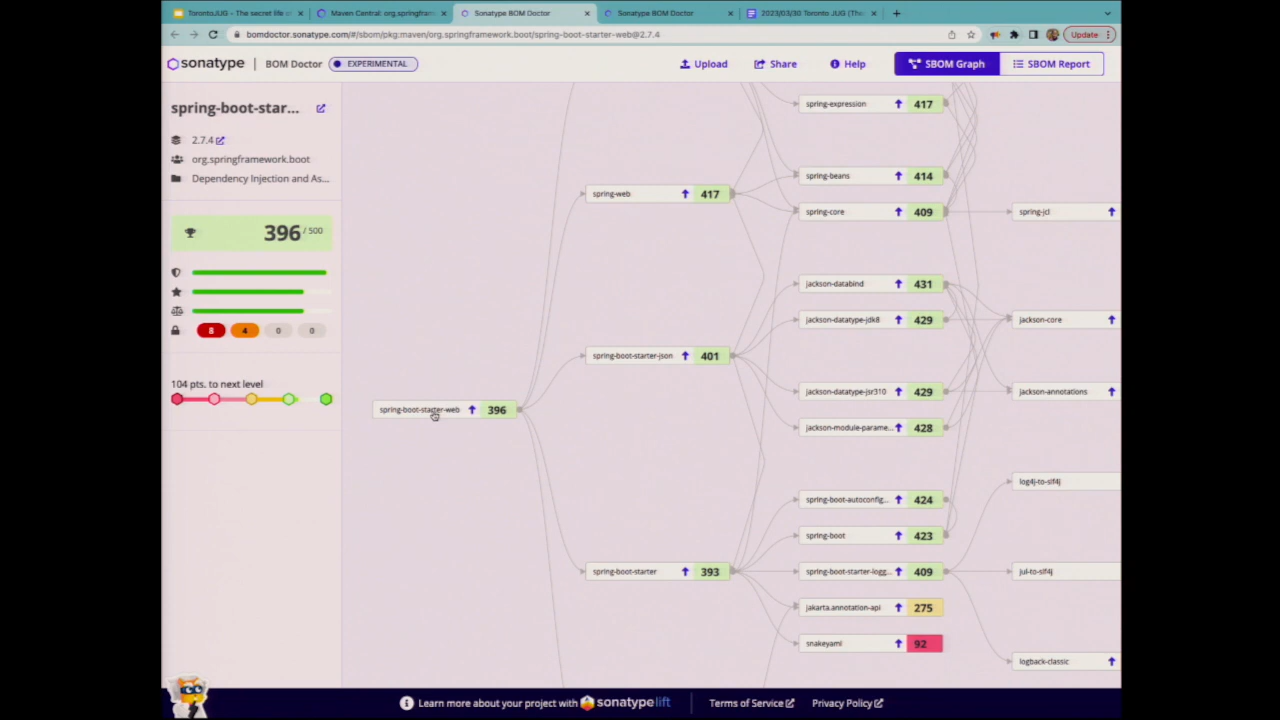 TorontoJUG – The secret life o
Maven Central: org.springfram
Sonatype BOM Doctor
Sonatype BOM Doctor
2023/03/30 Toronto JUG (The
bomdoctor.sonatype.com/#/sbom/pkg:maven/org.springframework.boot/spring-boot-starter-web@2.7.4
Update
sonatype
BOM Doctor
EXPERIMENTAL
Upload
Share
Help
SBOM Graph
SBOM Report
spring-boot-star...
2.7.4
org.springframework.boot
Dependency Injection and As...
396 / 500
8 4 0 0
104 pts. to next level
spring-boot-starter-web 396
spring-web 417
spring-boot-starter-json 401
spring-boot-starter 393
spring-expression 417
spring-beans 414
spring-core 409
jackson-databind 431
jackson-datatype-jdk8 429
jackson-datatype-jsr310 429
jackson-module-parame... 428
spring-boot-autoconfig... 424
spring-boot 423
spring-boot-starter-logg... 409
jakarta.annotation-api 275
snakeyaml 92
spring-jcl
jackson-core
jackson-annotations
log4j-to-slf4j
jul-to-slf4j
logback-classic
Learn more about your project with sonatype lift
Terms of Service
Privacy Policy